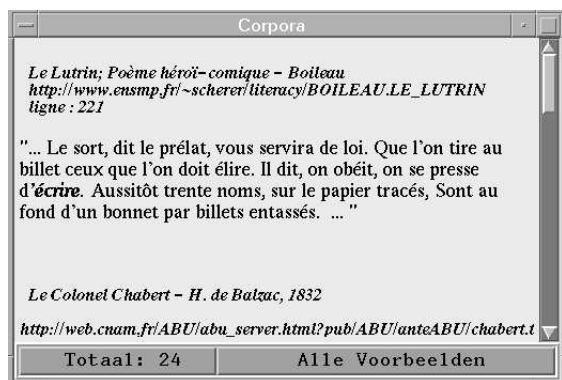 Corpora
Le Lutrin; Poème héroï-comique - Boileau
http://www.ensmp.fr/~scherer/literacy/BOILEAU.LE_LUTRIN
ligne : 221
"... Le sort, dit le prélat, vous servira de loi. Que l'on tire au
billet ceux que l'on doit élire. Il dit, on obéit, on se presse
d'écrire. Aussitôt trente noms, sur le papier tracés, Sont au
fond d'un bonnet par billets entassés. ... "
Le Colonel Chabert - H. de Balzac, 1832
http://web.cnam.fr/ABU/abu_server.html?pub/ABU/anteABU/chabert.t
Totaal: 24 Alle Voorbeelden